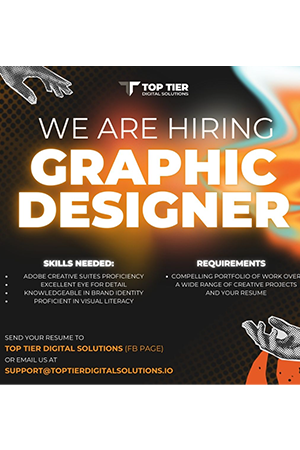 TOP TIER
DIGITAL SOLUTIONS
WE ARE HIRING
GRAPHIC
DESIGNER
SKILLS NEEDED:
• ADOBE CREATIVE SUITES PROFICIENCY
• EXCELLENT EYE FOR DETAIL
• KNOWLEDGEABLE IN BRAND IDENTITY
• PROFICIENT IN VISUAL LITERACY
REQUIREMENTS
• COMPELLING PORTFOLIO OF WORK OVER
A WIDE RANGE OF CREATIVE PROJECTS
AND YOUR RESUME
SEND YOUR RESUME TO
TOP TIER DIGITAL SOLUTIONS (FB PAGE)
OR EMAIL US AT
SUPPORT@TOPTIERDIGITALSOLUTIONS.IO